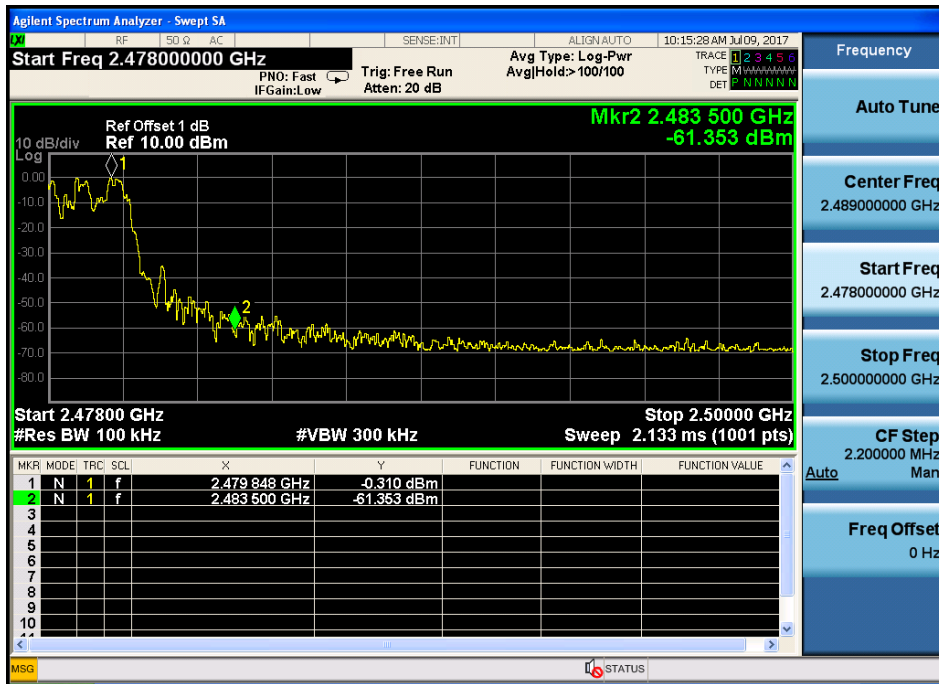 Agilent Spectrum Analyzer - Swept SA
LXI RF 50 Ω AC SENSE:INT ALIGN AUTO 10:15:28 AM Jul 09, 2017
Start Freq 2.478000000 GHz
PNO: Fast
IFGain:Low
Trig: Free Run
Atten: 20 dB
Avg Type: Log-Pwr
Avg|Hold:>100/100
TRACE 1 2 3 4 5 6
TYPE M WWWWW
DET P N N N N N
Frequency
Mkr2 2.483 500 GHz
-61.353 dBm
Ref Offset 1 dB
10 dB/div Ref 10.00 dBm
Log
1
0.00
-10.0
-20.0
-30.0
-40.0
-50.0
2
-60.0
-70.0
-80.0
Start 2.47800 GHz Stop 2.50000 GHz
#Res BW 100 kHz #VBW 300 kHz Sweep 2.133 ms (1001 pts)
MKR MODE TRC SCL X Y FUNCTION FUNCTION WIDTH FUNCTION VALUE
1 N 1 f 2.479 848 GHz -0.310 dBm
2 N 1 f 2.483 500 GHz -61.353 dBm
3
4
5
6
7
8
9
10
11
Auto Tune
Center Freq
2.489000000 GHz
Start Freq
2.478000000 GHz
Stop Freq
2.500000000 GHz
CF Step
2.200000 MHz
Auto Man
Freq Offset
0 Hz
MSG STATUS